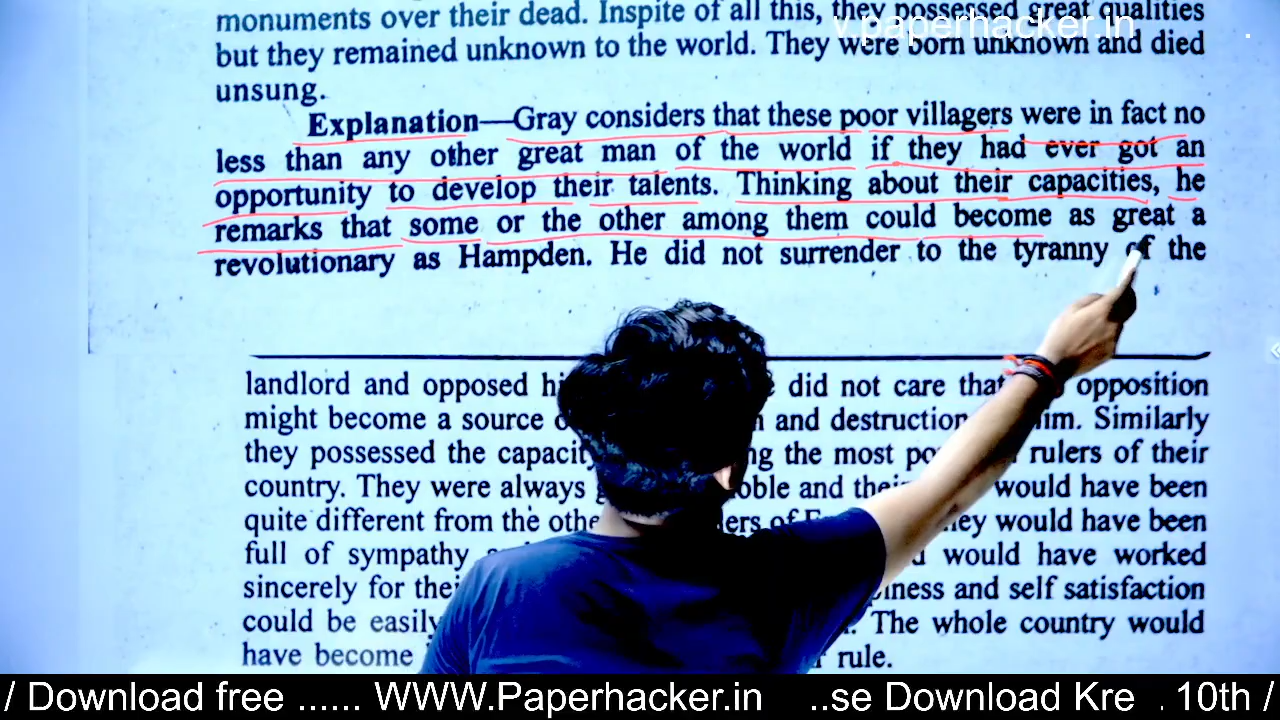 monuments over their dead. Inspite of all this, they possessed great qualities
v.paperhacker.in .
but they remained unknown to the world. They were born unknown and died
unsung.
Explanation—Gray considers that these poor villagers were in fact no
less than any other great man of the world if they had ever got an
opportunity to develop their talents. Thinking about their capacities, he
remarks that some or the other among them could become as great a
revolutionary as Hampden. He did not surrender to the tyranny of the
landlord and opposed did not care opposition
might become a source and destruction Similarly
they possessed the the most rulers of their
country. They were always and would have been
quite different from the would have been
full of sympathy would have worked
sincerely for and self satisfaction
could be easily The whole country would
have become rule.
/ Download free ...... WWW.Paperhacker.in ..se Download Kre . 10th /